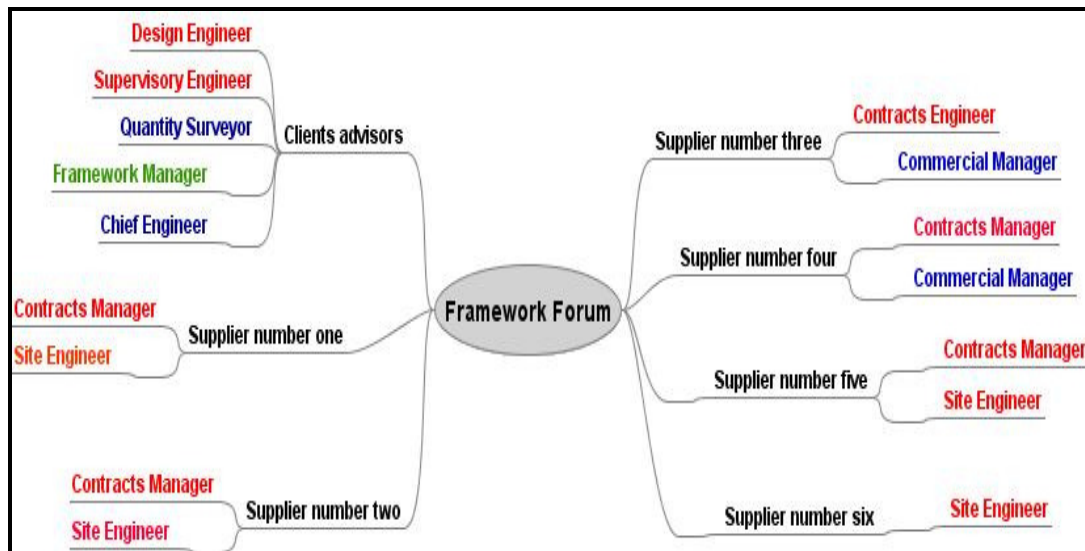 Design Engineer
Supervisory Engineer
Quantity Surveyor
Framework Manager
Chief Engineer
Clients advisors
Contracts Manager
Site Engineer
Supplier number one
Contracts Manager
Site Engineer
Supplier number two
Framework Forum
Supplier number three
Contracts Engineer
Commercial Manager
Supplier number four
Contracts Manager
Commercial Manager
Supplier number five
Contracts Manager
Site Engineer
Supplier number six
Site Engineer